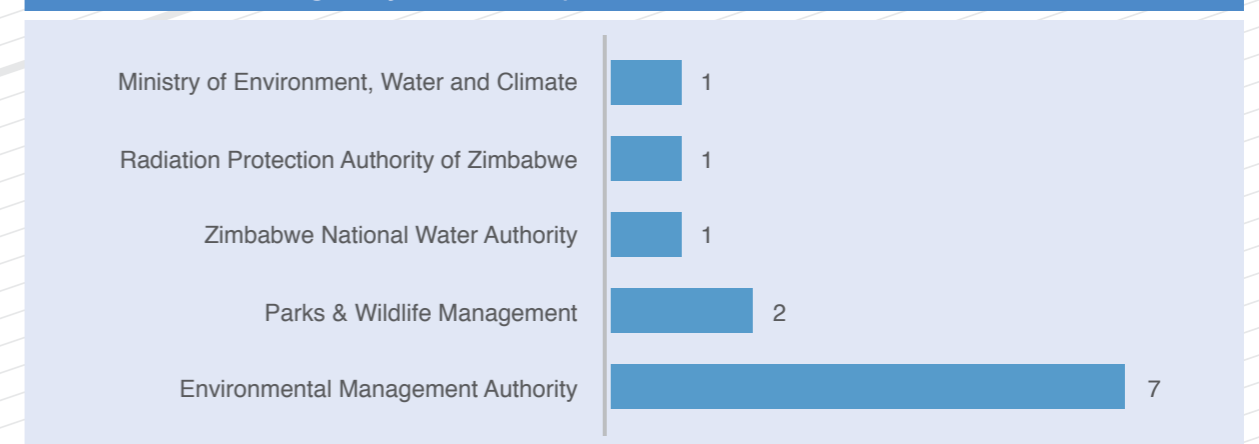 Ministry of Environment, Water and Climate 1
Radiation Protection Authority of Zimbabwe 1
Zimbabwe National Water Authority 1
Parks & Wildlife Management 2
Environmental Management Authority 7